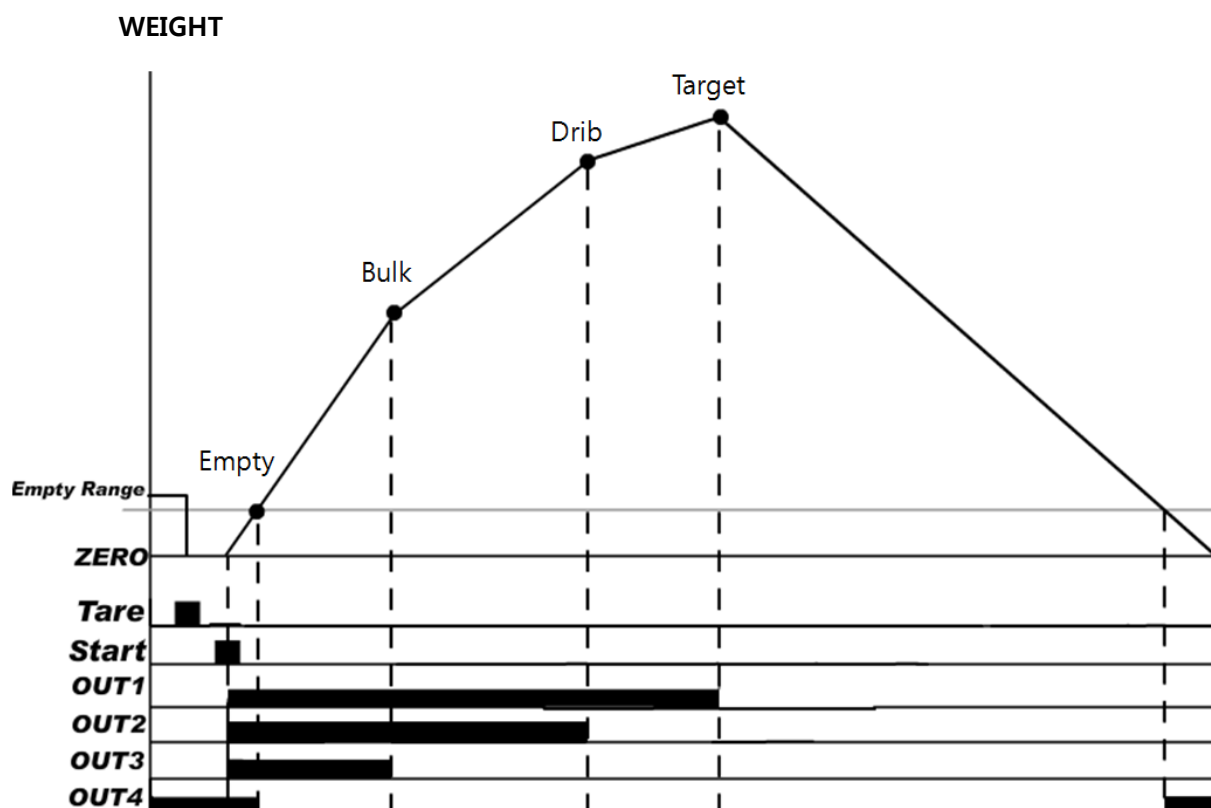 WEIGHT
Target
Drib
Bulk
Empty
Empty Range
ZERO
Tare
Start
OUT1
OUT2
OUT3
OUT4